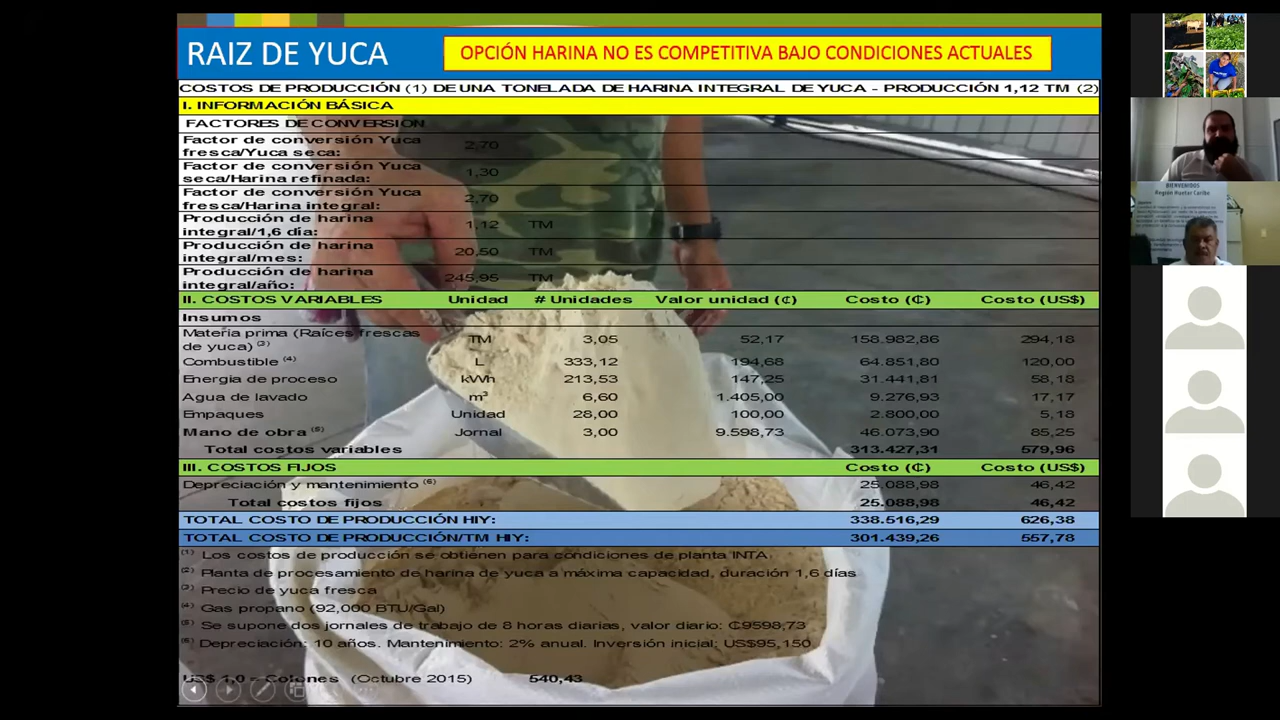 RAIZ DE YUCA
OPCIÓN HARINA NO ES COMPETITIVA BAJO CONDICIONES ACTUALES
COSTOS DE PRODUCCIÓN (1) DE UNA TONELADA DE HARINA INTEGRAL DE YUCA - PRODUCCIÓN 1,12 TM (2)
I. INFORMACIÓN BÁSICA
FACTORES DE CONVERSIÓN
Factor de conversión Yuca fresca/Yuca seca: 2,70
Factor de conversión Yuca seca/Harina refinada: 1,30
Factor de conversión Yuca fresca/Harina integral: 2,70
Producción de harina integral/1,6 día: 1,12 TM
Producción de harina integral/mes: 20,50 TM
Producción de harina integral/año: 245,95 TM
II. COSTOS VARIABLES Unidad # Unidades Valor unidad (₵) Costo (₵) Costo (US$)
Insumos
Materia prima (Raíces frescas de yuca) (3) TM 3,05 52,17 158.982,86 294,18
Combustible (4) L 333,12 194,68 64.851,80 120,00
Energia de proceso kWh 213,53 147,25 31.441,81 58,18
Agua de lavado m³ 6,60 1.405,00 9.276,93 17,17
Empaques Unidad 28,00 100,00 2.800,00 5,18
Mano de obra (5) Jornal 3,00 9.598,73 46.073,90 85,25
Total costos variables 313.427,31 579,96
III. COSTOS FIJOS Costo (₵) Costo (US$)
Depreciación y mantenimiento (6) 25.088,98 46,42
Total costos fijos 25.088,98 46,42
TOTAL COSTO DE PRODUCCIÓN HIY: 338.516,29 626,38
TOTAL COSTO DE PRODUCCIÓN/TM HIY: 301.439,26 557,78
(1) Los costos de producción se obtienen para condiciones de planta INTA
(2) Planta de procesamiento de harina de yuca a máxima capacidad, duración 1,6 días
(3) Precio de yuca fresca
(4) Gas propano (92,000 BTU/Gal)
(5) Se supone dos jornales de trabajo de 8 horas diarias, valor diario: ₵9598,73
(6) Depreciación: 10 años. Mantenimiento: 2% anual. Inversión inicial; US$95,150
US$ 1,0 = Colones (Octubre 2015) 540,43
BIENVENIDOS
Región Huetar Caribe